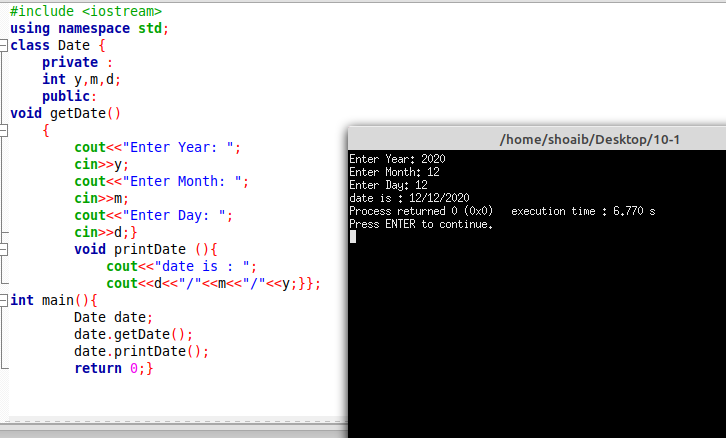 #include <iostream>
using namespace std;
class Date {
    private :
    int y,m,d;
    public:
void getDate()
    {
        cout<<"Enter Year: ";
        cin>>y;
        cout<<"Enter Month: ";
        cin>>m;
        cout<<"Enter Day: ";
        cin>>d;}
        void printDate (){
            cout<<"date is : ";
            cout<<d<<"/"<<m<<"/"<<y;}};
int main(){
        Date date;
        date.getDate();
        date.printDate();
        return 0;}
/home/shoaib/Desktop/10-1
Enter Year: 2020
Enter Month: 12
Enter Day: 12
date is : 12/12/2020
Process returned 0 (0x0)   execution time : 6.770 s
Press ENTER to continue.